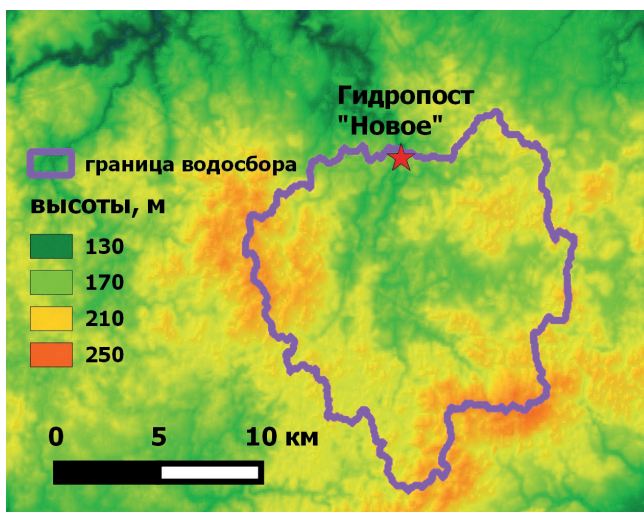 Гидропост
"Новое"
граница водосбора
высоты, м
130
170
210
250
0 5 10 км